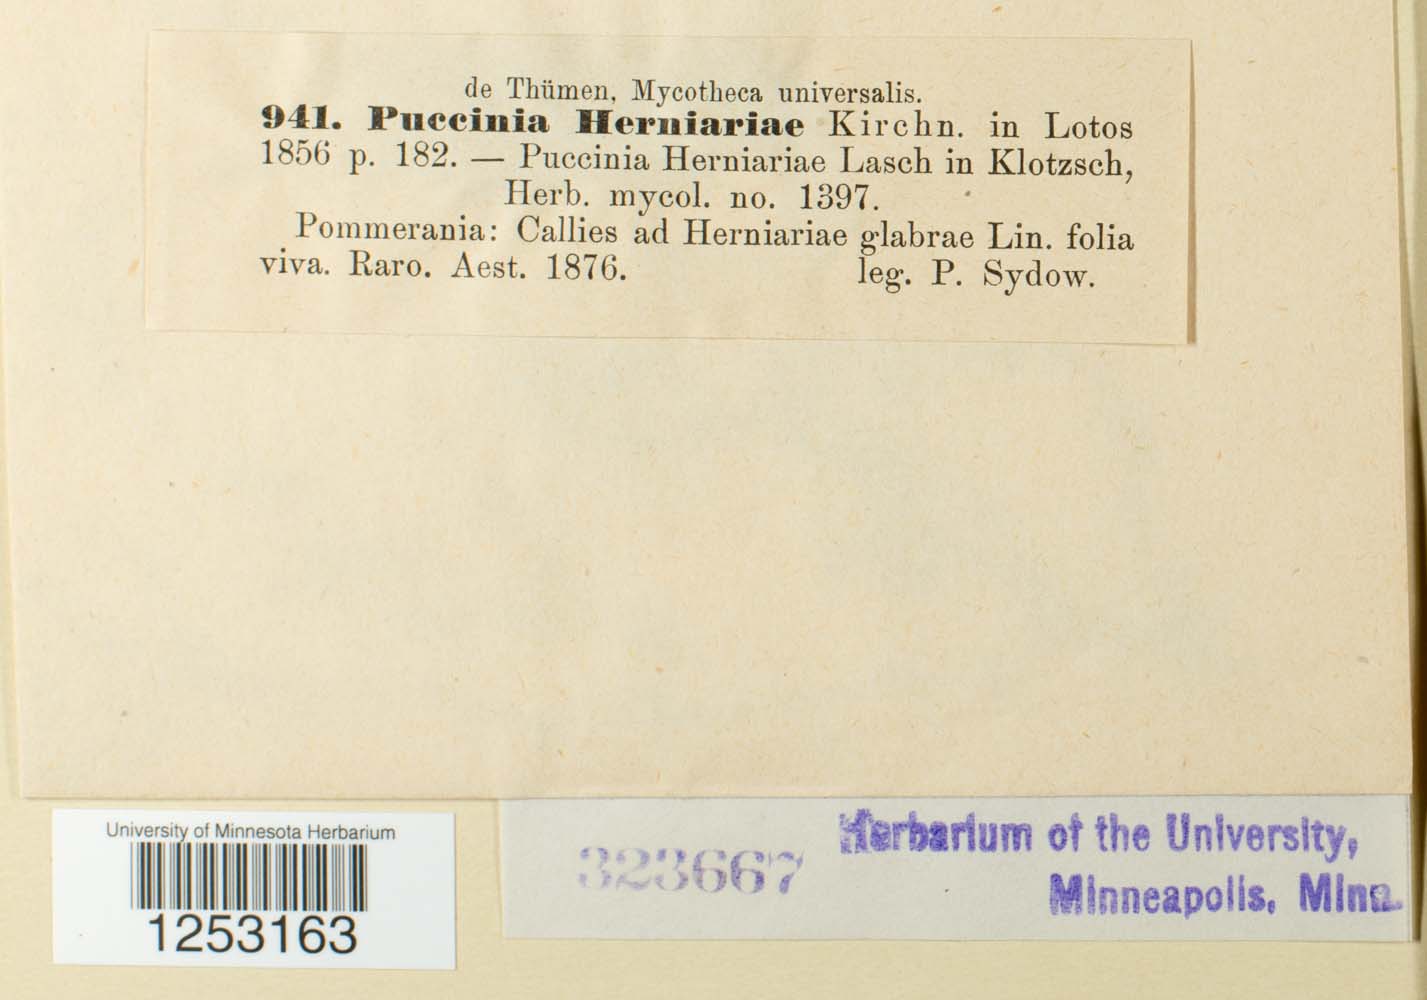 de Thümen, Mycotheca universalis.
941. Puccinia Herniariae Kirchn. in Lotos
1856 p. 182. — Puccinia Herniariae Lasch in Klotzsch,
Herb. mycol. no. 1397.
Pommerania: Callies ad Herniariae glabrae Lin. folia
viva. Raro. Aest. 1876. leg. P. Sydow.
University of Minnesota Herbarium
1253163
323667
Herbarium of the University,
Minneapolis, Minn.